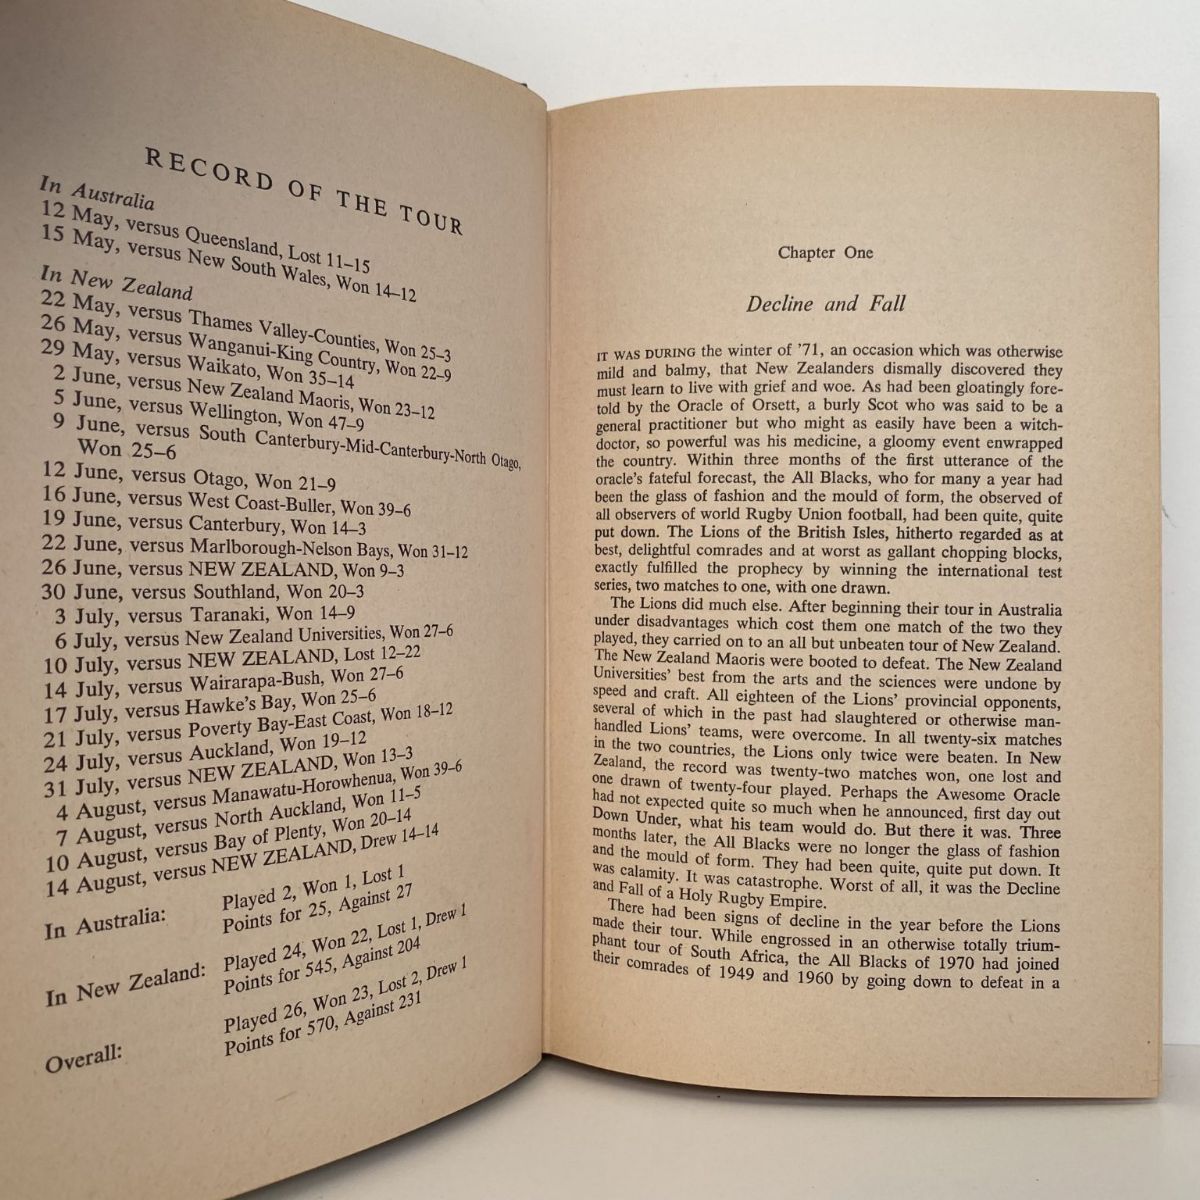 RECORD OF THE TOUR
In Australia
12 May, versus Queensland, Lost 11–15
15 May, versus New South Wales, Won 14–12
In New Zealand
22 May, versus Thames Valley-Counties, Won 25–3
26 May, versus Wanganui-King Country, Won 22–9
29 May, versus Waikato, Won 35–14
2 June, versus New Zealand Maoris, Won 23–12
5 June, versus Wellington, Won 47–9
9 June, versus South Canterbury-Mid-Canterbury-North Otago,
Won 25–6
12 June, versus Otago, Won 21–9
16 June, versus West Coast-Buller, Won 39–6
19 June, versus Canterbury, Won 14–3
22 June, versus Marlborough-Nelson Bays, Won 31–12
26 June, versus NEW ZEALAND, Won 9–3
30 June, versus Southland, Won 20–3
3 July, versus Taranaki, Won 14–9
6 July, versus New Zealand Universities, Won 27–6
10 July, versus NEW ZEALAND, Lost 12–22
14 July, versus Wairarapa-Bush, Won 27–6
17 July, versus Hawke's Bay, Won 25–6
21 July, versus Poverty Bay-East Coast, Won 18–12
24 July, versus Auckland, Won 19–12
31 July, versus NEW ZEALAND, Won 13–3
4 August, versus Manawatu-Horowhenua, Won 39–6
7 August, versus North Auckland, Won 11–5
10 August, versus Bay of Plenty, Won 20–14
14 August, versus NEW ZEALAND, Drew 14–14
In Australia: Played 2, Won 1, Lost 1
Points for 25, Against 27
In New Zealand: Played 24, Won 22, Lost 1, Drew 1
Points for 545, Against 204
Overall: Played 26, Won 23, Lost 2, Drew 1
Points for 570, Against 231
Chapter One
Decline and Fall
IT WAS DURING the winter of '71, an occasion which was otherwise
mild and balmy, that New Zealanders dismally discovered they
must learn to live with grief and woe. As had been gloatingly fore-
told by the Oracle of Orsett, a burly Scot who was said to be a
general practitioner but who might as easily have been a witch-
doctor, so powerful was his medicine, a gloomy event enwrapped
the country. Within three months of the first utterance of the
oracle's fateful forecast, the All Blacks, who for many a year had
been the glass of fashion and the mould of form, the observed of
all observers of world Rugby Union football, had been quite, quite
put down. The Lions of the British Isles, hitherto regarded as at
best, delightful comrades and at worst as gallant chopping blocks,
exactly fulfilled the prophecy by winning the international test
series, two matches to one, with one drawn.
The Lions did much else. After beginning their tour in Australia
under disadvantages which cost them one match of the two they
played, they carried on to an all but unbeaten tour of New Zealand.
The New Zealand Maoris were booted to defeat. The New Zealand
Universities' best from the arts and the sciences were undone by
speed and craft. All eighteen of the Lions' provincial opponents,
several of which in the past had slaughtered or otherwise man-
handled Lions' teams, were overcome. In all twenty-six matches
in the two countries, the Lions only twice were beaten. In New
Zealand, the record was twenty-two matches won, one lost and
one drawn of twenty-four played. Perhaps the Awesome Oracle
had not expected quite so much when he announced, first day out
Down Under, what his team would do. But there it was. Three
months later, the All Blacks were no longer the glass of fashion
and the mould of form. They had been quite, quite put down. It
was calamity. It was catastrophe. Worst of all, it was the Decline
and Fall of a Holy Rugby Empire.
There had been signs of decline in the year before the Lions
made their tour. While engrossed in an otherwise totally trium-
phant tour of South Africa, the All Blacks of 1970 had joined
their comrades of 1949 and 1960 by going down to defeat in a